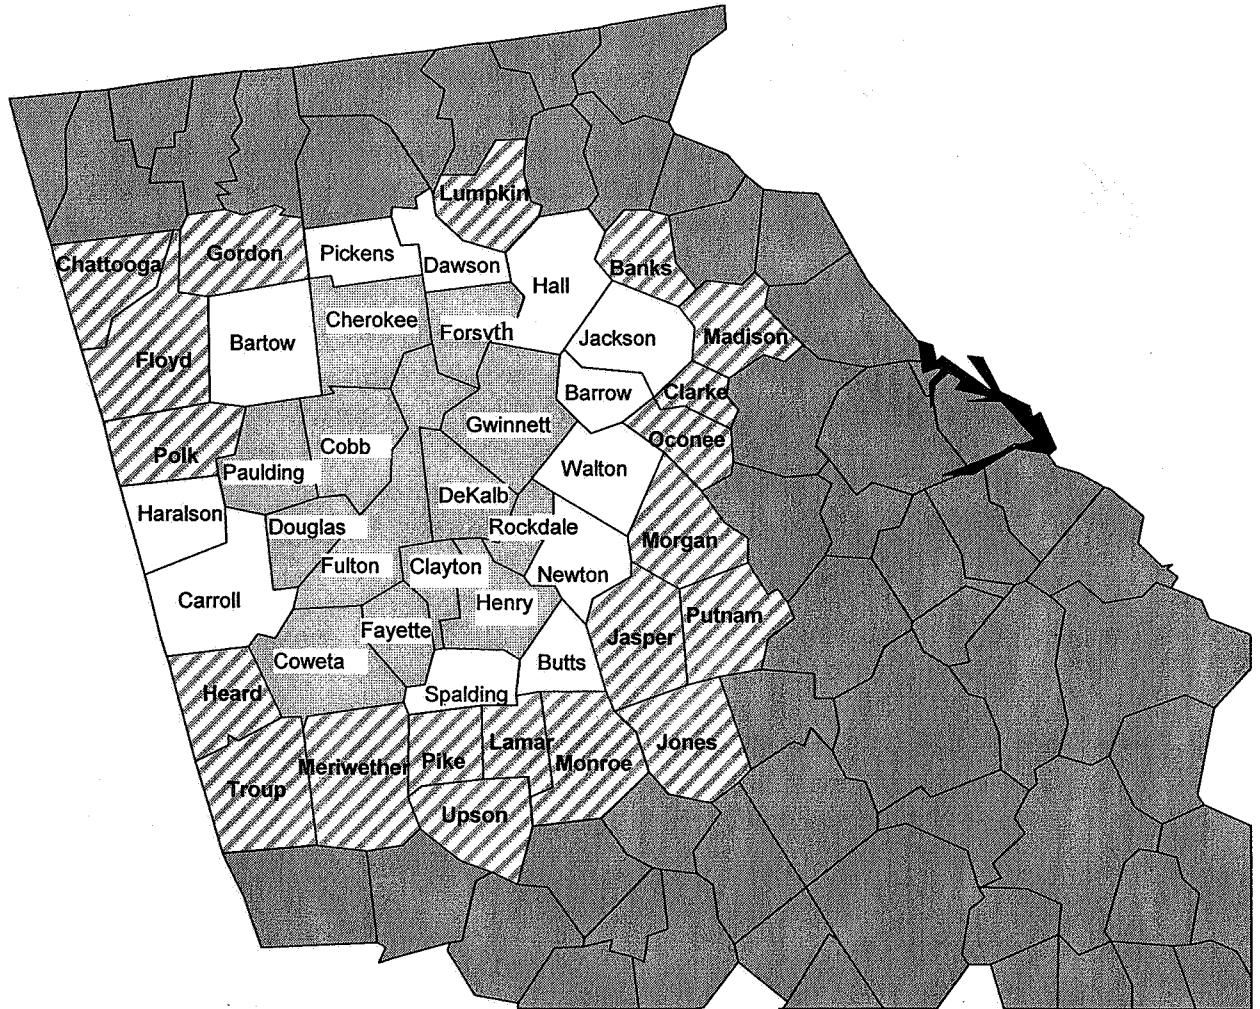 Lumpkin
Chattooga
Gordon
Pickens
Dawson
Banks
Hall
Cherokee
Forsyth
Bartow
Jackson
Madison
Floyd
Barrow
Clarke
Gwinnett
Oconee
Cobb
Polk
Paulding
Walton
DeKalb
Haralson
Douglas
Rockdale
Morgan
Fulton
Clayton
Newton
Carroll
Henry
Putnam
Fayette
Jasper
Coweta
Butts
Heard
Spalding
Lamar
Jones
Meriwether
Pike
Monroe
Troup
Upson